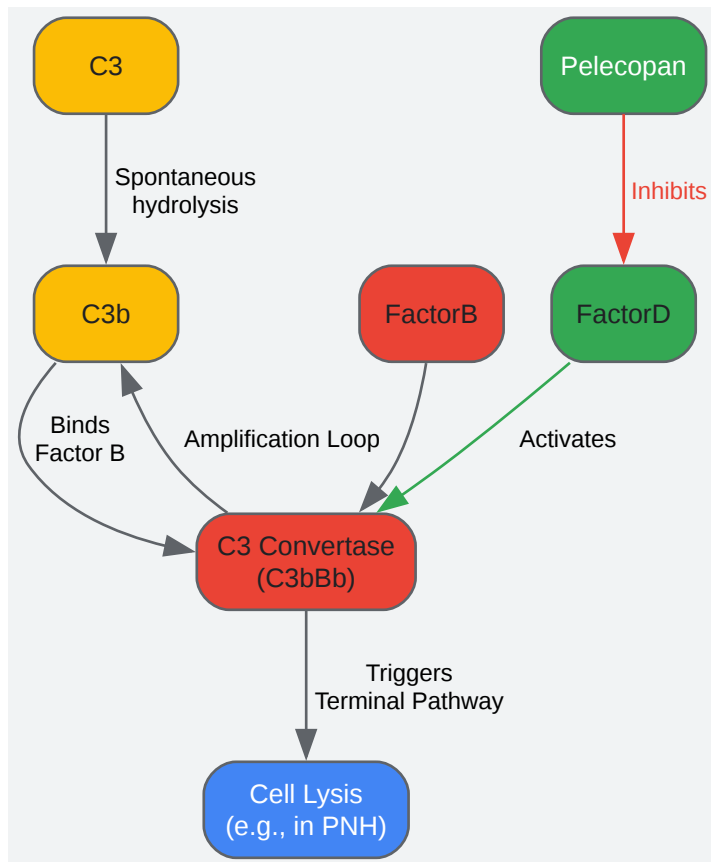 C3
Pelecopan
Spontaneous
hydrolysis
Inhibits
C3b
FactorB
FactorD
Binds
Factor B
Amplification Loop
Activates
C3 Convertase
(C3bBb)
Triggers
Terminal Pathway
Cell Lysis
(e.g., in PNH)